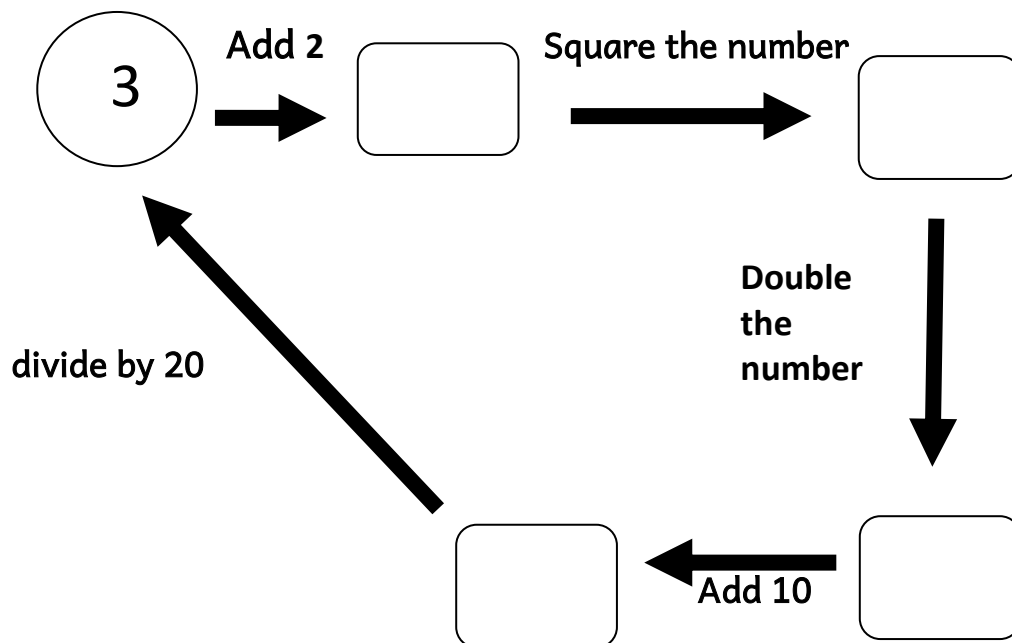 3
Add 2
Square the number
Double
the
number
divide by 20
Add 10